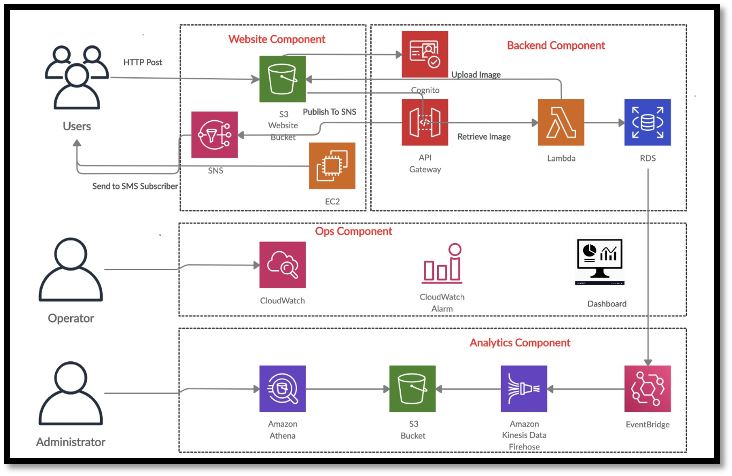 Website Component
Backend Component
HTTP Post
Users
S3
Website
Bucket
Cognito
Upload Image
Publish To SNS
SNS
API
Gateway
Retrieve Image
Lambda
RDS
Send to SMS Subscriber
EC2
Ops Component
Operator
CloudWatch
CloudWatch
Alarm
Dashboard
Analytics Component
Administrator
Amazon
Athena
S3
Bucket
Amazon
Kinesis Data
Firehose
EventBridge